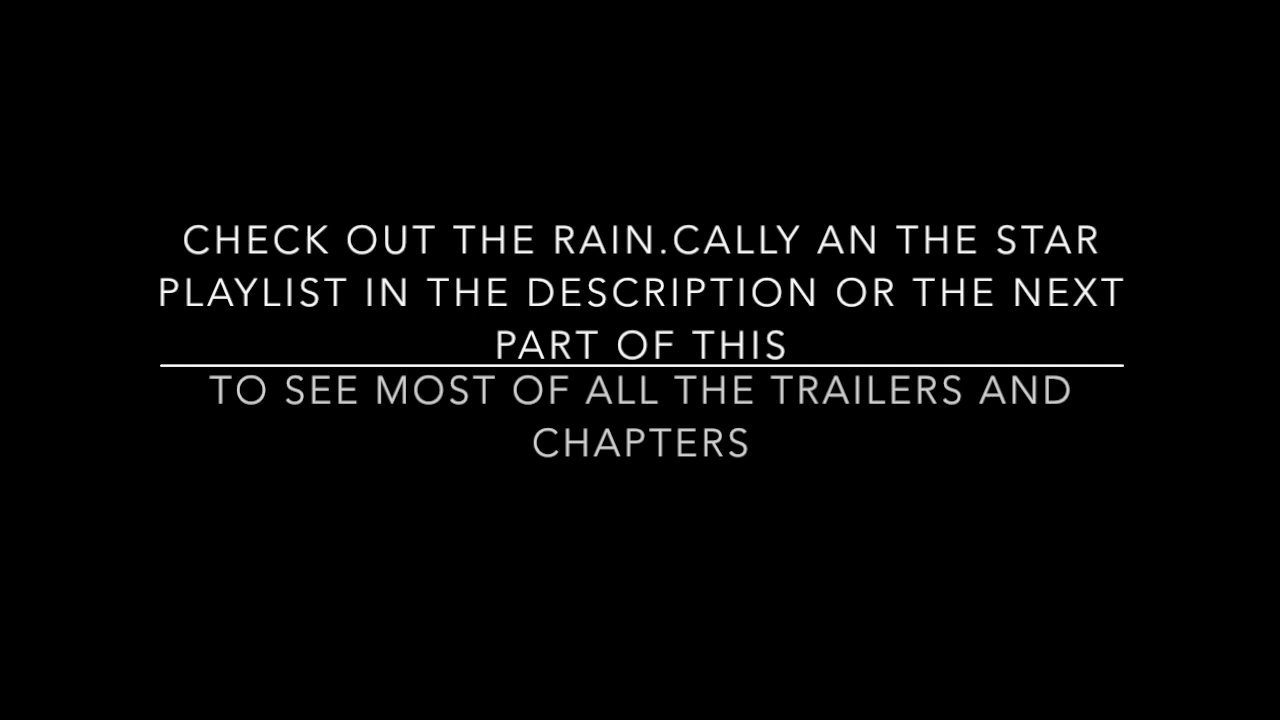 CHECK OUT THE RAIN.CALLY AN THE STAR
PLAYLIST IN THE DESCRIPTION OR THE NEXT
PART OF THIS
TO SEE MOST OF ALL THE TRAILERS AND
CHAPTERS